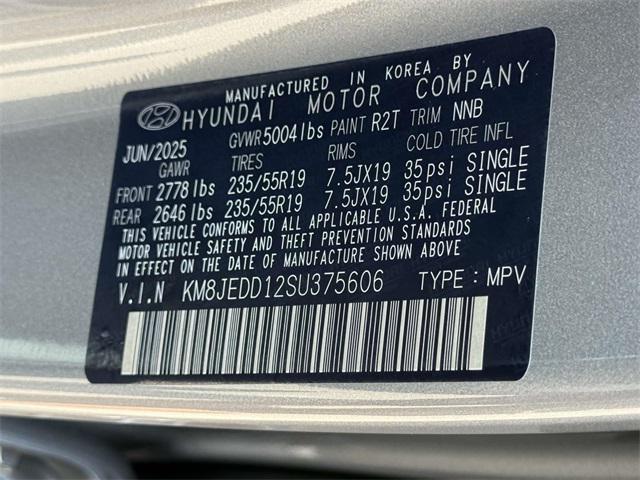 MANUFACTURED IN KOREA BY
HYUNDAI MOTOR COMPANY
JUN/2025 GVWR 5004 lbs PAINT R2T TRIM NNB
GAWR TIRES RIMS COLD TIRE INFL
FRONT 2778 lbs 235/55R19 7.5JX19 35psi SINGLE
REAR 2646 lbs 235/55R19 7.5JX19 35psi SINGLE
THIS VEHICLE CONFORMS TO ALL APPLICABLE U.S.A. FEDERAL
MOTOR VEHICLE SAFETY AND THEFT PREVENTION STANDARDS
IN EFFECT ON THE DATE OF MANUFACTURE SHOWN ABOVE
V.I.N KM8JEDD12SU375606 TYPE : MPV